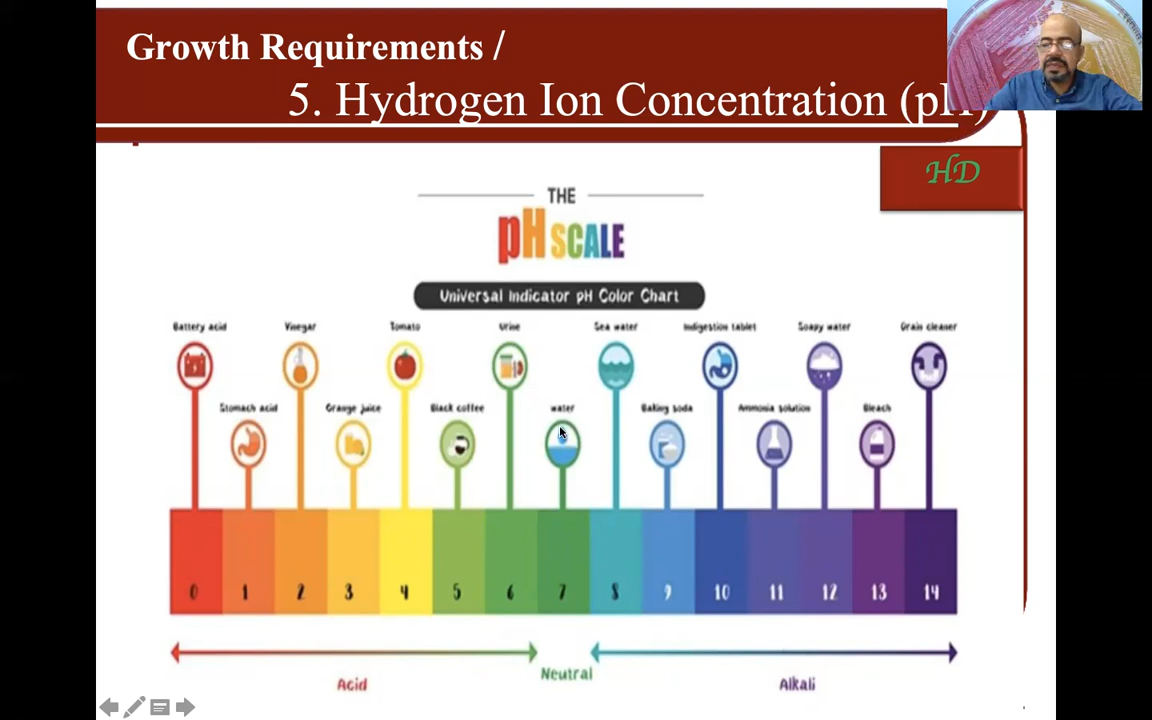 Growth Requirements /
5. Hydrogen Ion Concentration (pH)
HD
THE
pH SCALE
Universal Indicator pH Color Chart
Battery acid Vinegar Tomato Urine Sea water Indigestion tablet Soapy water Drain cleaner
Stomach acid Orange juice Black coffee water Baking soda Ammonia solution Bleach
0 1 2 3 4 5 6 7 8 9 10 11 12 13 14
Neutral
Acid Alkali